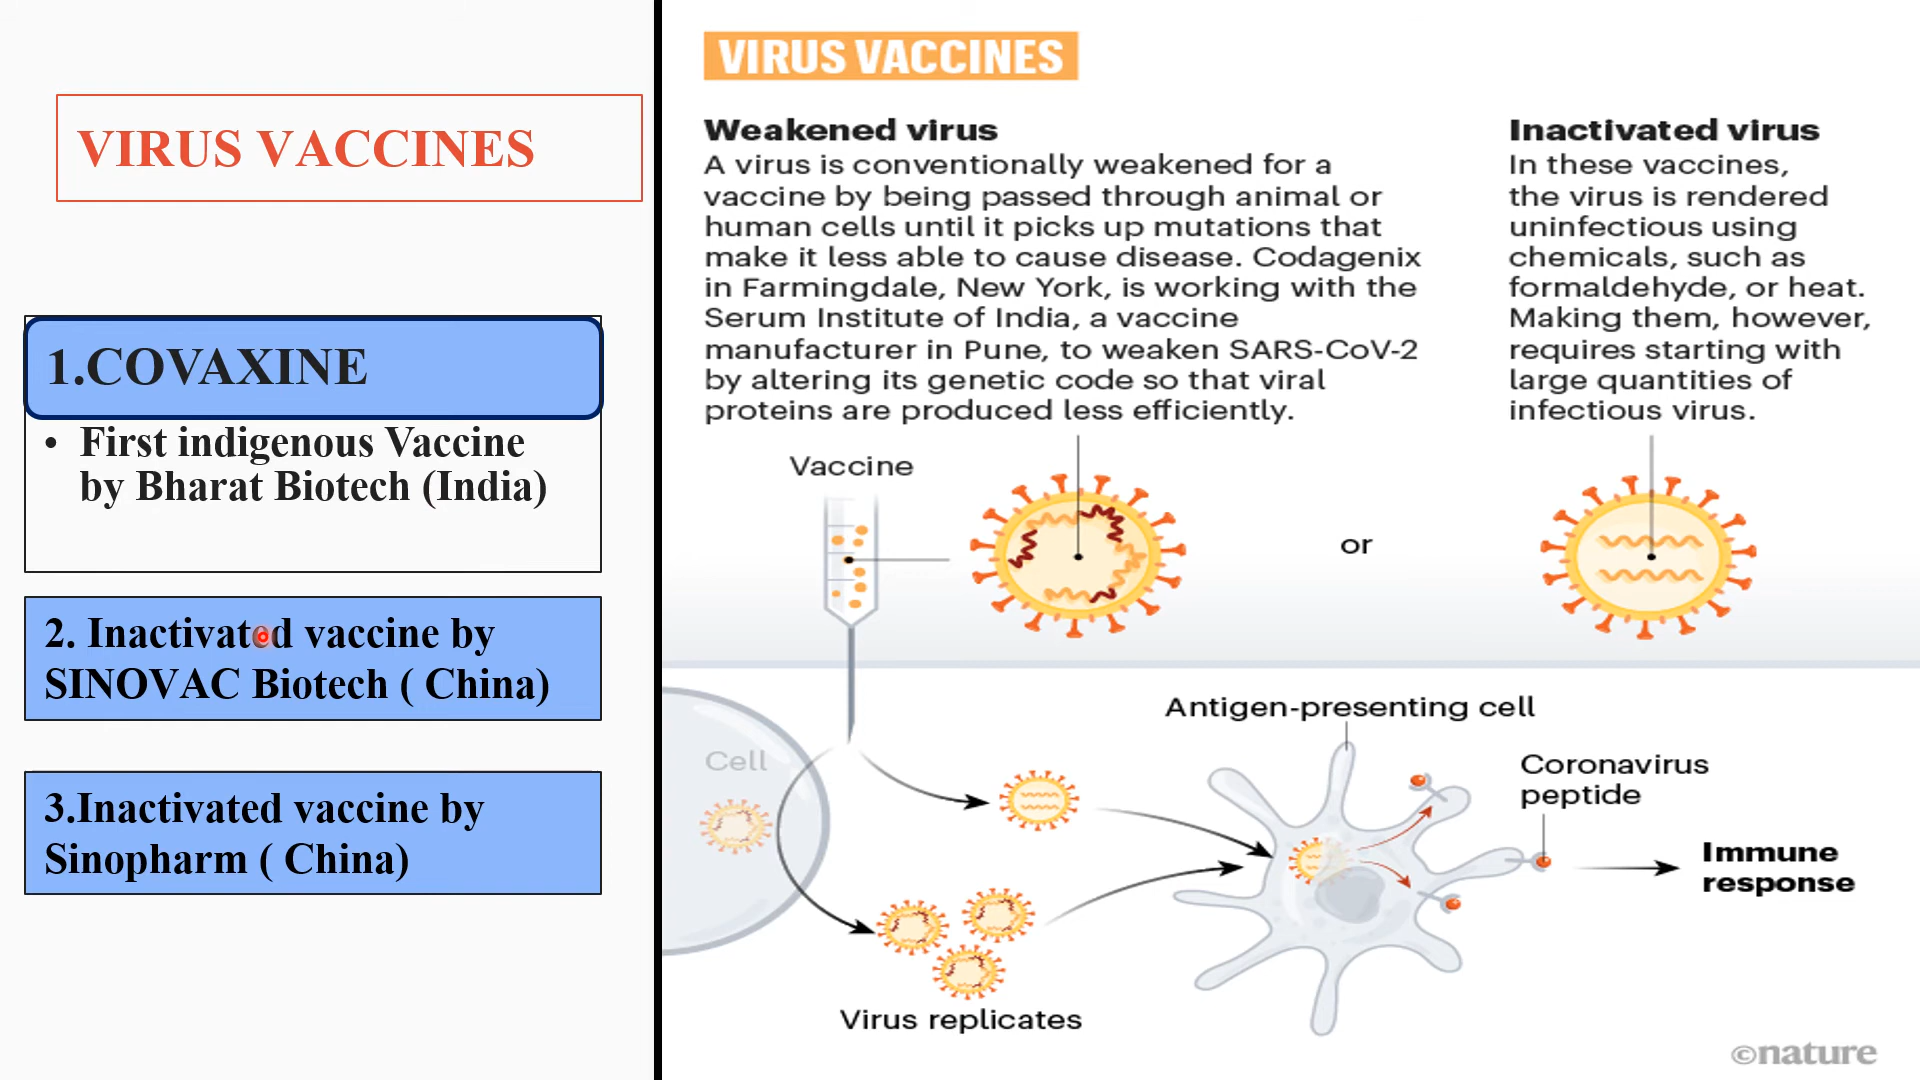 VIRUS VACCINES
1.COVAXINE
• First indigenous Vaccine
by Bharat Biotech (India)
2. Inactivated vaccine by
SINOVAC Biotech ( China)
3.Inactivated vaccine by
Sinopharm ( China)
VIRUS VACCINES
Weakened virus
A virus is conventionally weakened for a
vaccine by being passed through animal or
human cells until it picks up mutations that
make it less able to cause disease. Codagenix
in Farmingdale, New York, is working with the
Serum Institute of India, a vaccine
manufacturer in Pune, to weaken SARS-CoV-2
by altering its genetic code so that viral
proteins are produced less efficiently.
Inactivated virus
In these vaccines,
the virus is rendered
uninfectious using
chemicals, such as
formaldehyde, or heat.
Making them, however,
requires starting with
large quantities of
infectious virus.
Vaccine
or
Antigen-presenting cell
Cell
Coronavirus
peptide
Immune
response
Virus replicates
©nature